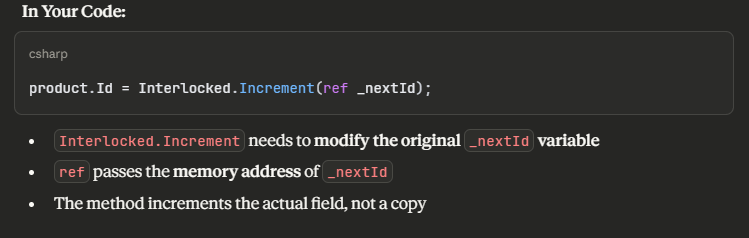 In Your Code:
csharp
product.Id = Interlocked.Increment(ref _nextId);
• Interlocked.Increment needs to modify the original _nextId variable
• ref passes the memory address of _nextId
• The method increments the actual field, not a copy